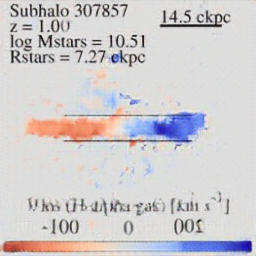 Subhalo 307857
14.5 ckpc
z = 1.00
log Mstars = 10.51
Rstars = 7.27 ckpc
-100 0